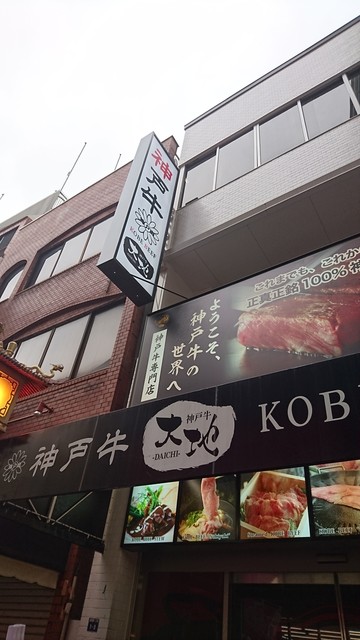 神戸牛
KOBE BEEF
大地
これまでも、これか
正真正銘100%神
ようこそ、
神戸牛の
世界へ
神戸牛専門店
神戸牛
神戸牛
大地
-DAICHI-
KOB